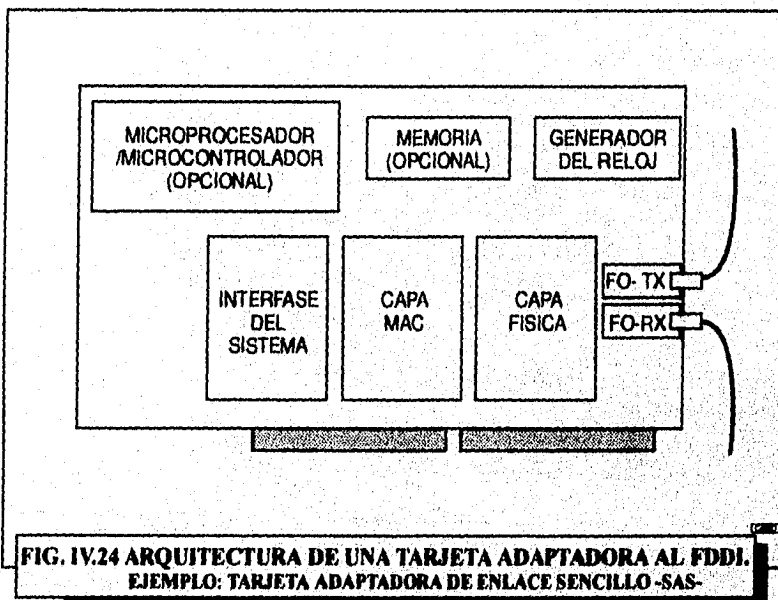 MICROPROCESADOR
/MICROCONTROLADOR
(OPCIONAL)
MEMORIA
(OPCIONAL)
GENERADOR
DEL RELOJ
INTERFASE
DEL
SISTEMA
CAPA
MAC
CAPA
FISICA
FO- TX
FO-RX
FIG. IV.24 ARQUITECTURA DE UNA TARJETA ADAPTADORA AL FDDI.
EJEMPLO: TARJETA ADAPTADORA DE ENLACE SENCILLO -SAS-